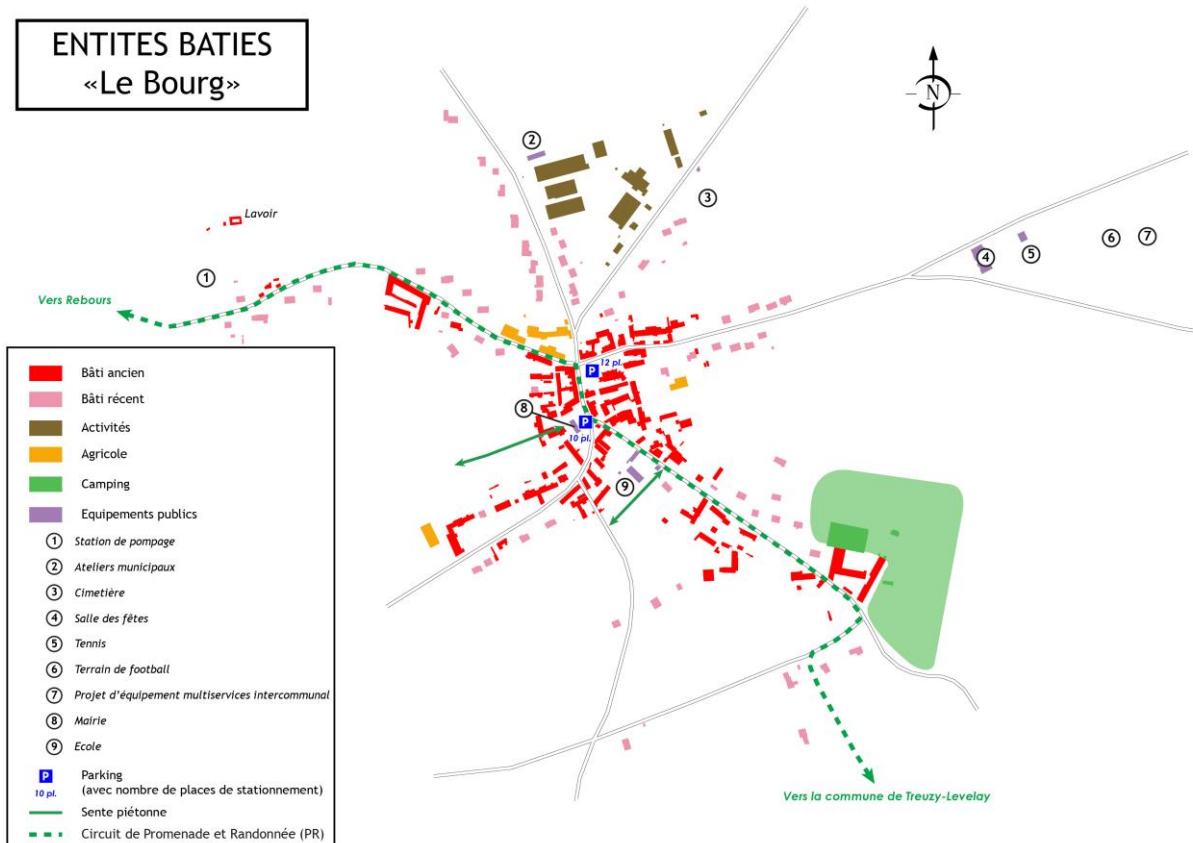 ENTITES BATIES
«Le Bourg»
N
2
3
Lavoir
1
6
7
4
5
Vers Rebours
12 pl.
P
8
P
10 pl.
9
Bâti ancien
Bâti récent
Activités
Agricole
Camping
Equipements publics
1 Station de pompage
2 Ateliers municipaux
3 Cimetière
4 Salle des fêtes
5 Tennis
6 Terrain de football
7 Projet d'équipement multiservices intercommunal
8 Mairie
9 Ecole
P Parking
10 pl. (avec nombre de places de stationnement)
Sente piétonne
Circuit de Promenade et Randonnée (PR)
Vers la commune de Treuzy-Levelay